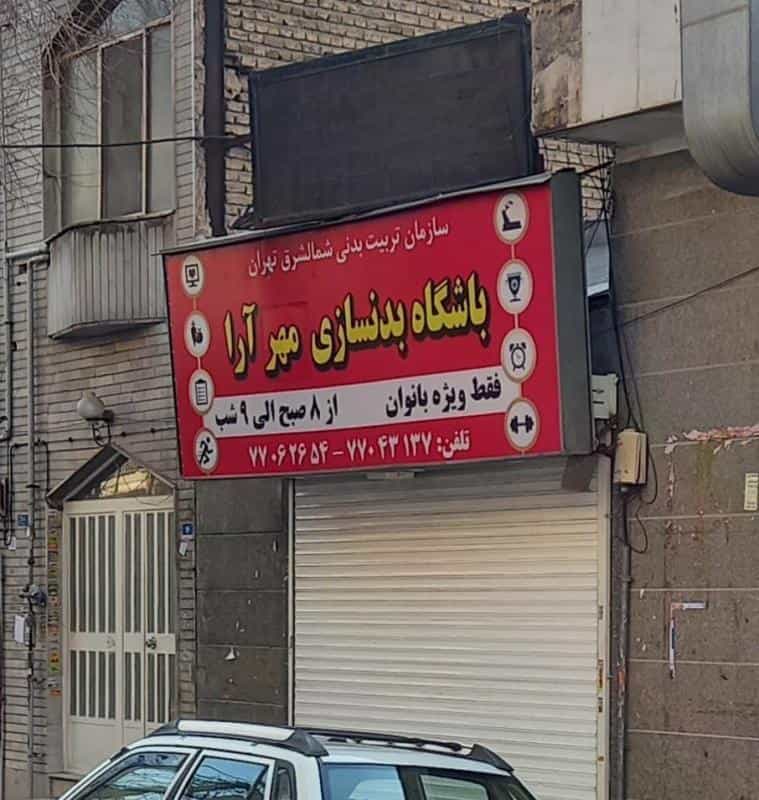 سازمان تربیت بدنی شمالشرق تهران
باشگاه بدنسازی مهر آرا
فقط ویژه بانوان از ۸ صبح الی ۹ شب
تلفن: ۷۷۰۴۳۱۳۷ - ۷۷۰۶۲۶۵۴